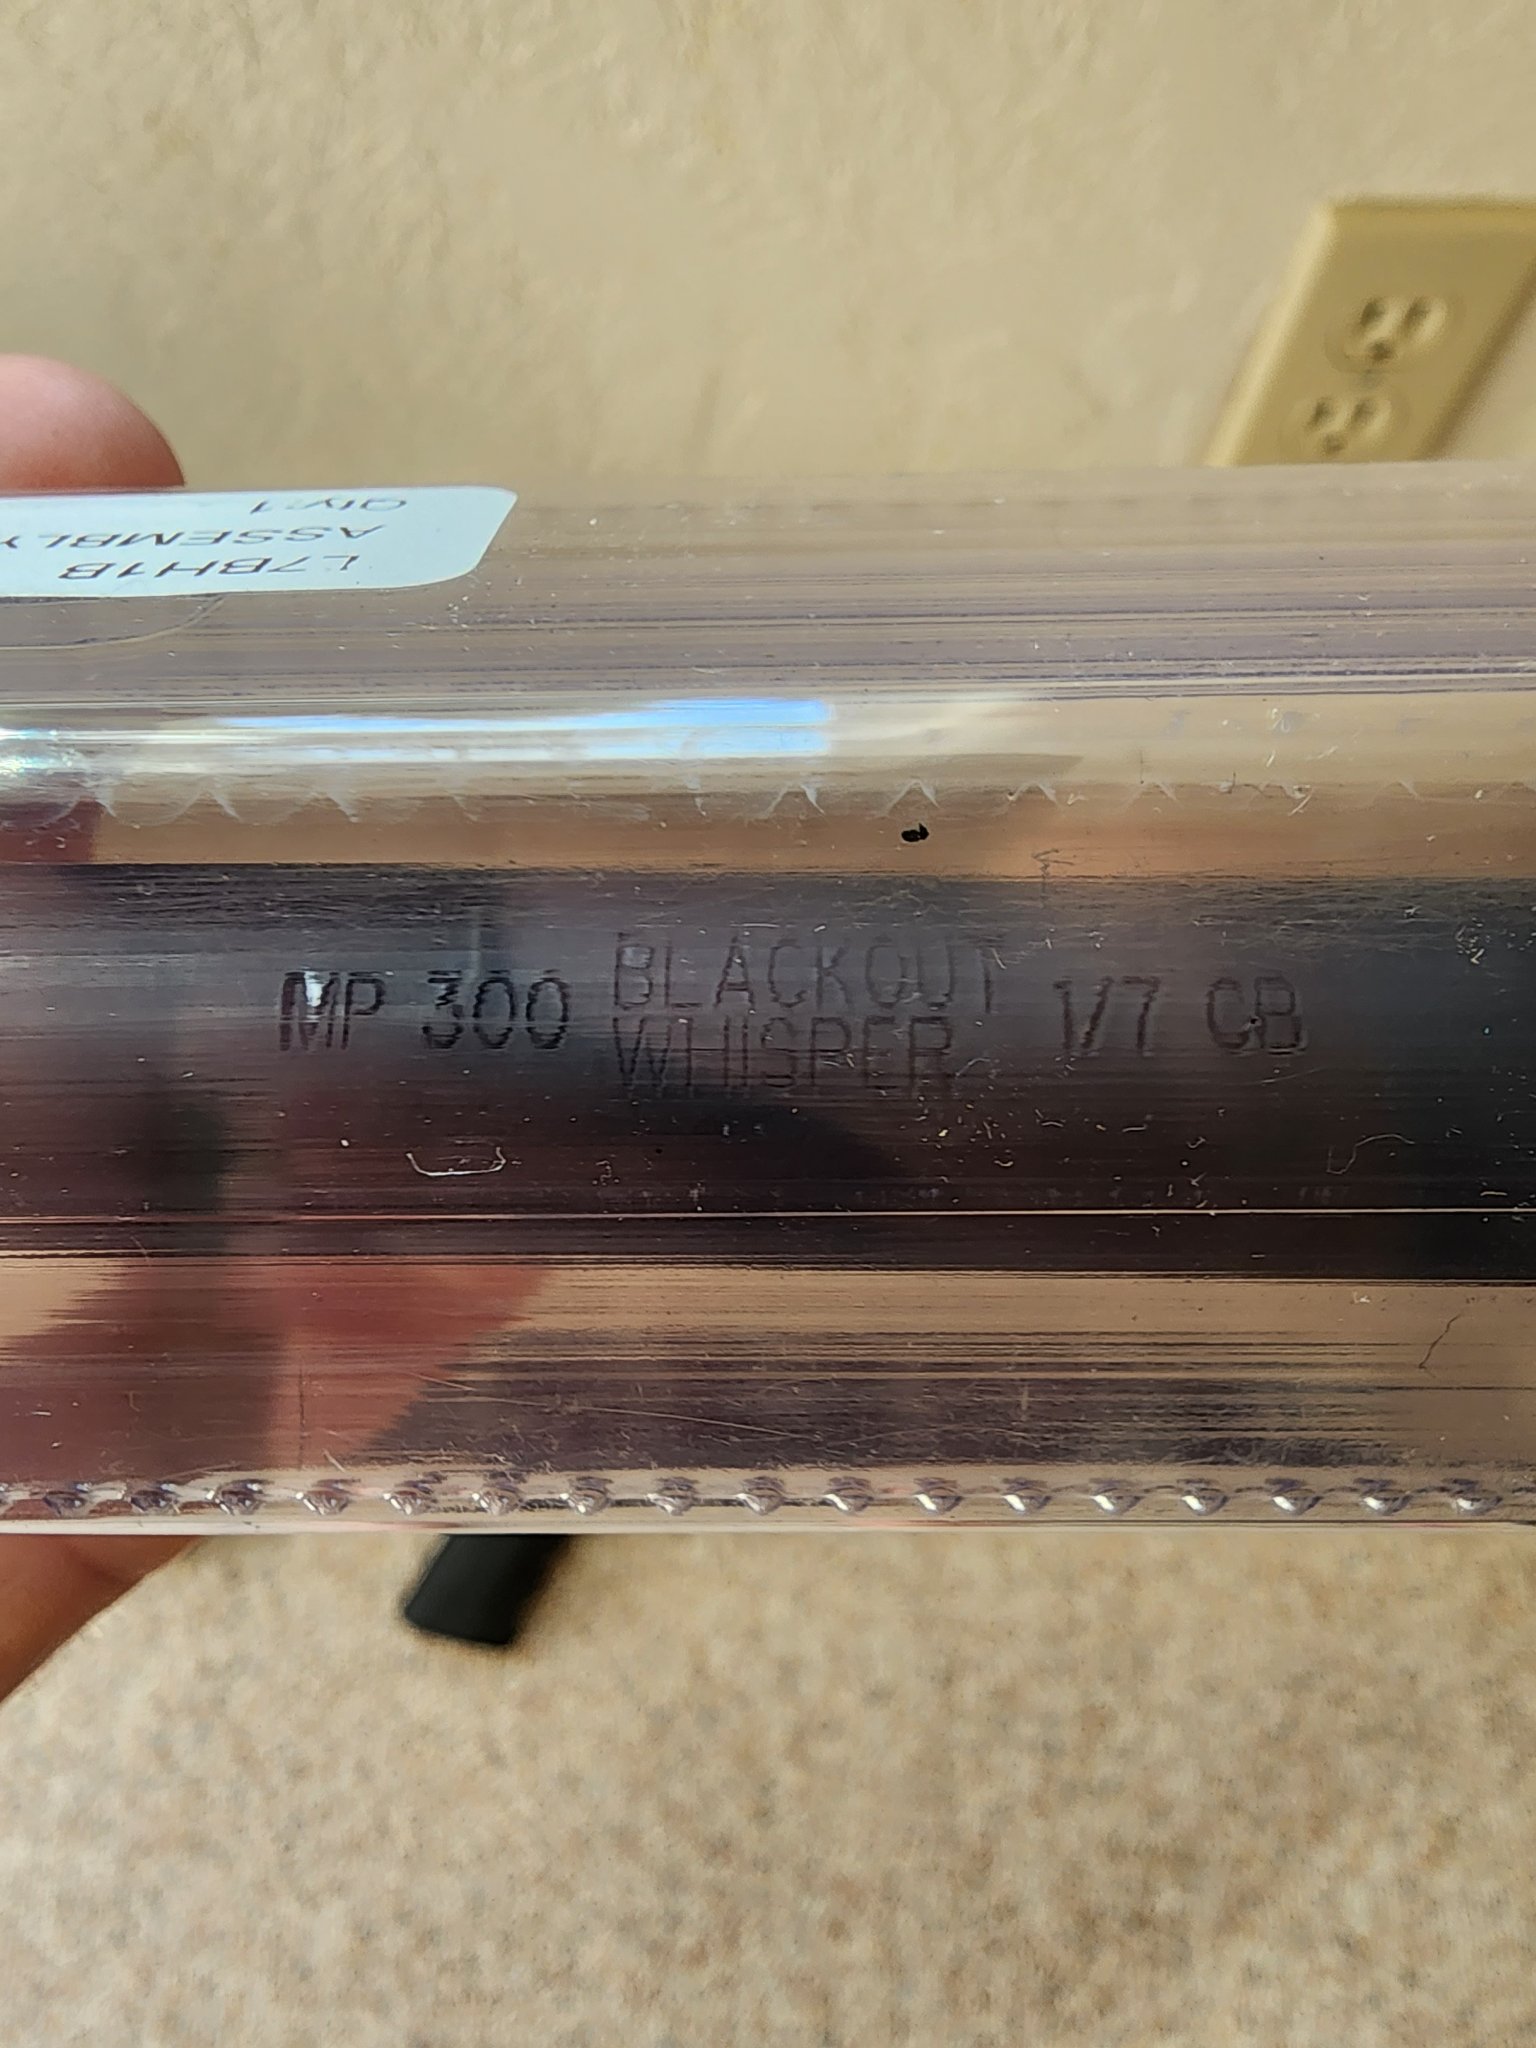 Qty:1
ASSEMBLY
L7BH1B
MP 300 BLACKOUT 1/7 CB
WHISPER